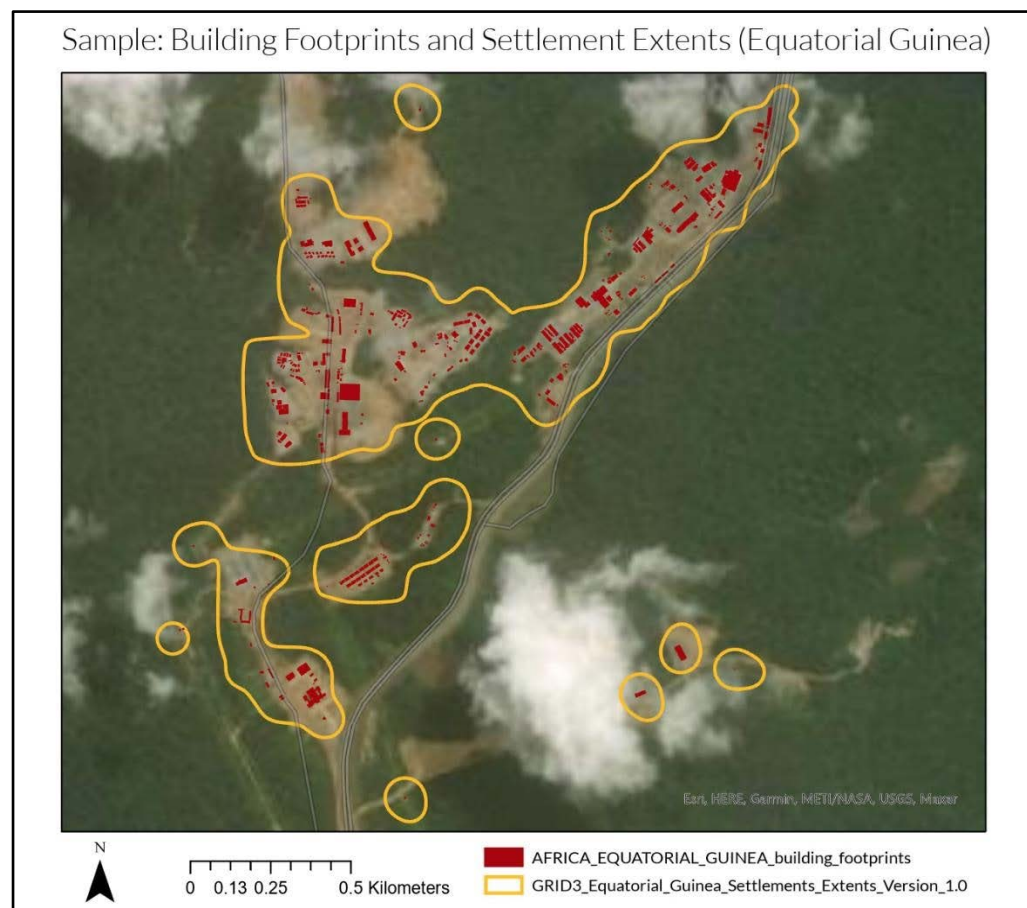 Sample: Building Footprints and Settlement Extents (Equatorial Guinea)
Esri, HERE, Garmin, METI/NASA, USGS, Maxar
N
0 0.13 0.25 0.5 Kilometers
AFRICA_EQUATORIAL_GUINEA_building_footprints
GRID3_Equatorial_Guinea_Settlements_Extents_Version_1.0